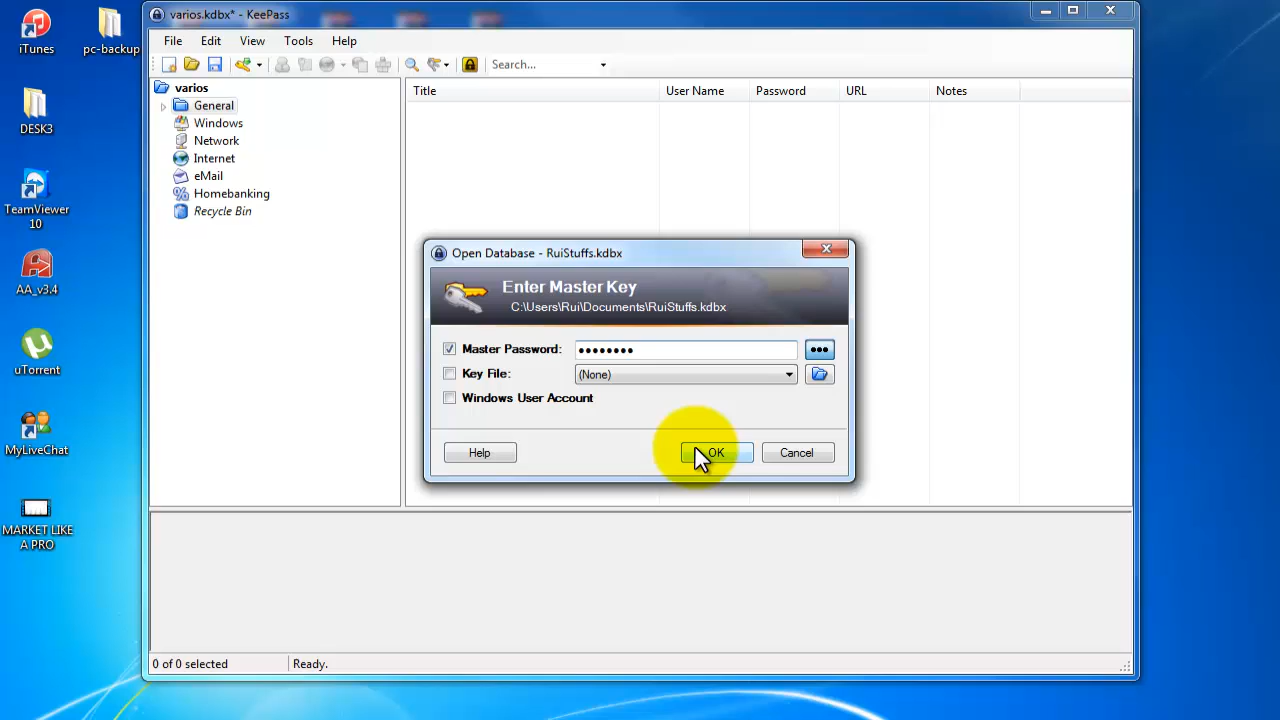 iTunes
pc-backup
DESK3
TeamViewer
10
AA_v3.4
uTorrent
MyLiveChat
MARKET LIKE
A PRO
varios.kdbx* - KeePass
File Edit View Tools Help
Search...
varios
General
Windows
Network
Internet
eMail
Homebanking
Recycle Bin
Title User Name Password URL Notes
Open Database - RuiStuffs.kdbx
Enter Master Key
C:\Users\Rui\Documents\RuiStuffs.kdbx
Master Password: ●●●●●●●●
Key File: (None)
Windows User Account
Help OK Cancel
0 of 0 selected Ready.